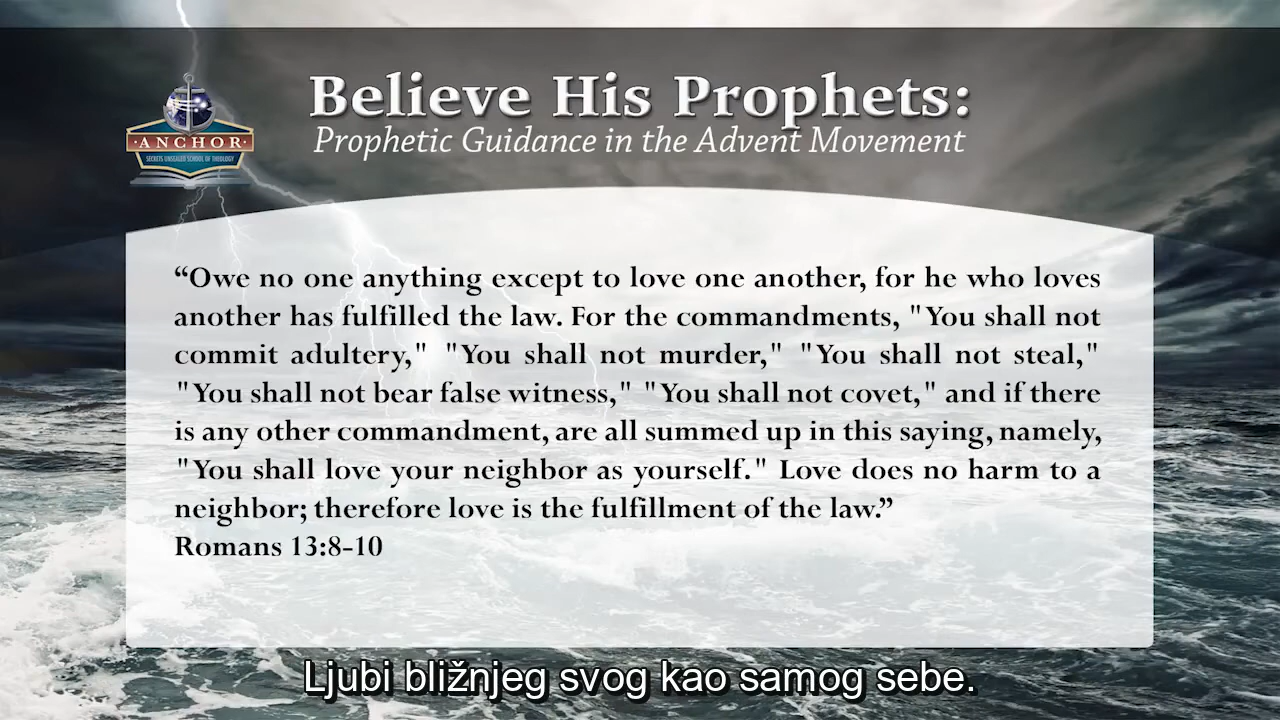 Believe His Prophets:
Prophetic Guidance in the Advent Movement
·ANCHOR·
SECRETS UNSEALED SCHOOL OF THEOLOGY
“Owe no one anything except to love one another, for he who loves
another has fulfilled the law. For the commandments, "You shall not
commit adultery," "You shall not murder," "You shall not steal,"
"You shall not bear false witness," "You shall not covet," and if there
is any other commandment, are all summed up in this saying, namely,
"You shall love your neighbor as yourself." Love does no harm to a
neighbor; therefore love is the fulfillment of the law.”
Romans 13:8-10
Ljubi bližnjeg svog kao samog sebe.